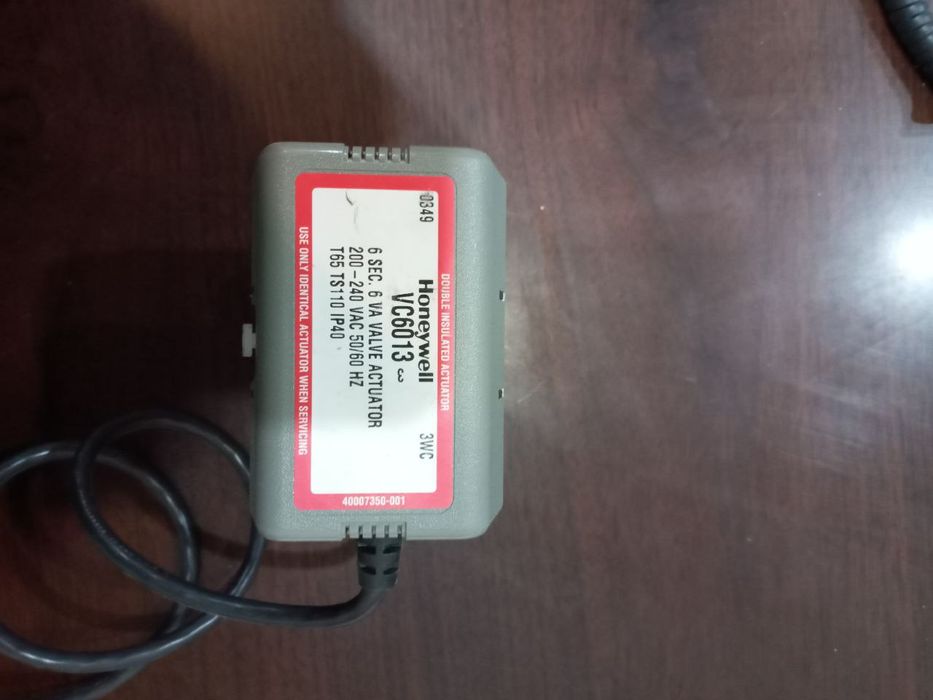 DOUBLE INSULATED ACTUATOR
0349 Honeywell 3WC
VC6013 3
6 SEC. 6 VA VALVE ACTUATOR
200-240 VAC 50/60 HZ
T65 TS110 IP40
USE ONLY IDENTICAL ACTUATOR WHEN SERVICING
40007350-001